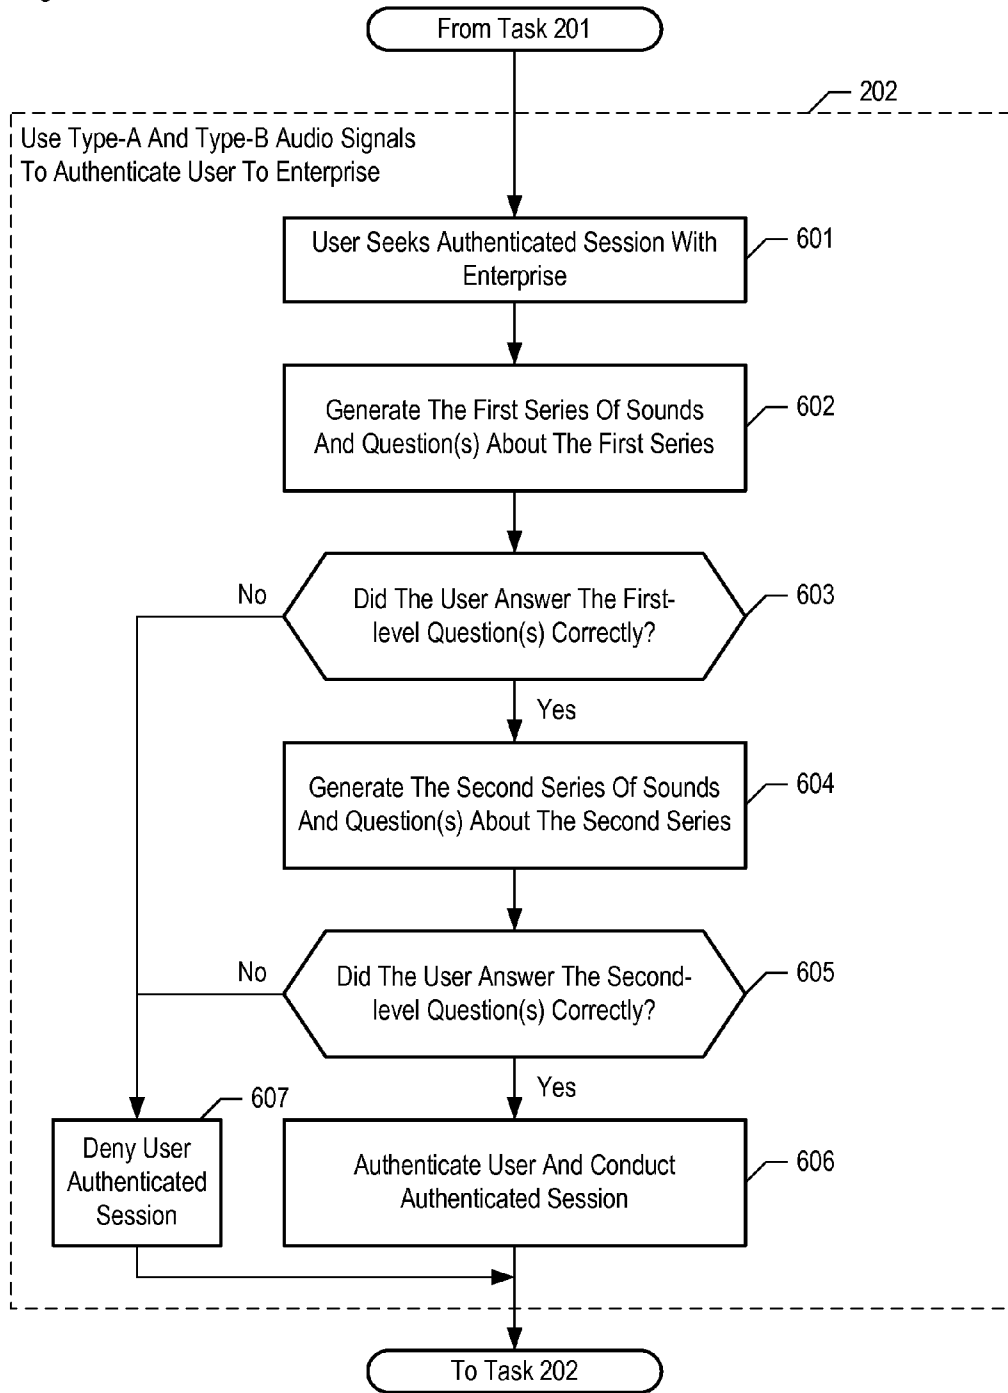 From Task 201
202
Use Type-A And Type-B Audio Signals
To Authenticate User To Enterprise
User Seeks Authenticated Session With
Enterprise
601
Generate The First Series Of Sounds
And Question(s) About The First Series
602
No
Did The User Answer The First-
level Question(s) Correctly?
603
Yes
Generate The Second Series Of Sounds
And Question(s) About The Second Series
604
No
Did The User Answer The Second-
level Question(s) Correctly?
605
Yes
607
Deny User
Authenticated
Session
Authenticate User And Conduct
Authenticated Session
606
To Task 202